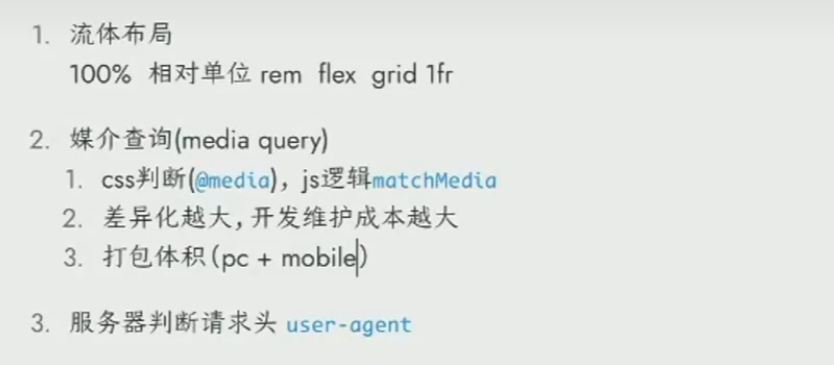 1. 流体布局
100% 相对单位 rem flex grid 1fr
2. 媒介查询(media query)
1. css判断(@media), js逻辑matchMedia
2. 差异化越大, 开发维护成本越大
3. 打包体积(pc + mobile)
3. 服务器判断请求头 user-agent